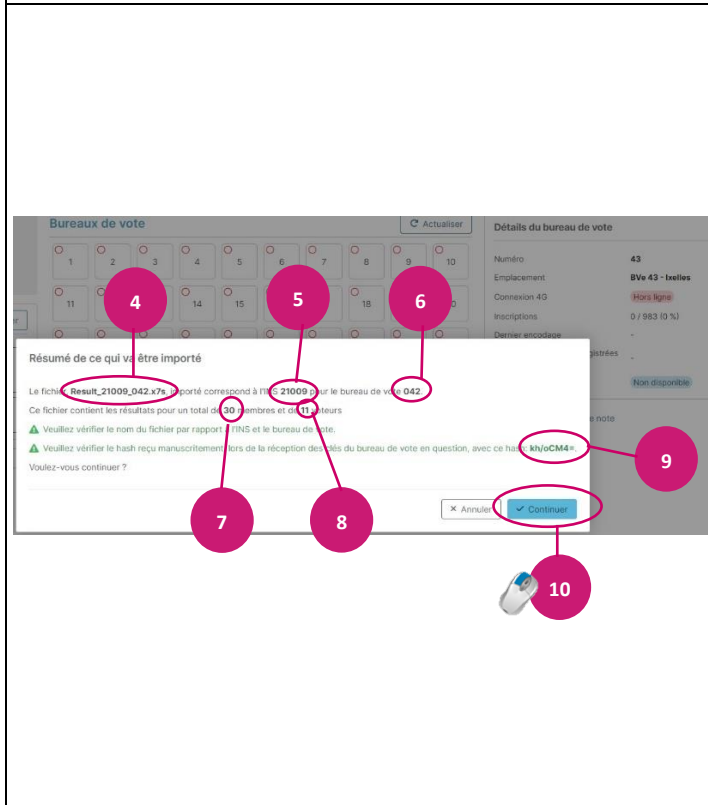 Bureaux de vote
Actualiser
Détails du bureau de vote
1 2 3 4 5 6 7 8 9 10
Numéro 43
Emplacement BVe 43 - Ixelles
11 14 15 18
Connexion 4G Hors ligne
Inscriptions 0 / 983 (0 %)
Dernier encodage -
4
5
6
Résumé de ce qui va être importé
Le fichier Result_21009_042.x7s importé correspond à l'INS 21009 pour le bureau de vote 042
Ce fichier contient les résultats pour un total de 30 membres et de 11 voteurs
Veuillez vérifier le nom du fichier par rapport à l'INS et le bureau de vote.
Veuillez vérifier le hash reçu manuscritement lors de la réception des clés du bureau de vote en question, avec ce hash: kh/oCM4=.
Voulez-vous continuer ?
Annuler
Continuer
Non disponible
note
7
8
9
10